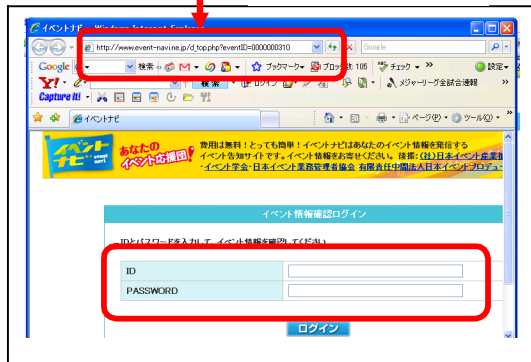 イベントナビ - Windows Internet Explorer
http://www.event-navi.ne.jp/d_top.php?eventID=0000000310
Google
Google
検索
ブックマーク
ブロック数: 105
チェック
設定
Y!
検索
ログイン
メジャーリーグ全試合速報
Capture It!
イベントナビ
ページ(P)
ツール(O)
イベントナビ
あなたの
イベント応援団!
費用は無料!とっても簡単!イベントナビはあなたのイベント情報を発信する
イベント告知サイトです。イベント情報をお寄せください。後援:(社)日本イベント産業振
・イベント学会・日本イベント業務管理者協会 有限責任中間法人日本イベントプロデュー
イベント情報確認ログイン
IDとパスワードを入力して、イベント情報を確認してください
ID
PASSWORD
ログイン